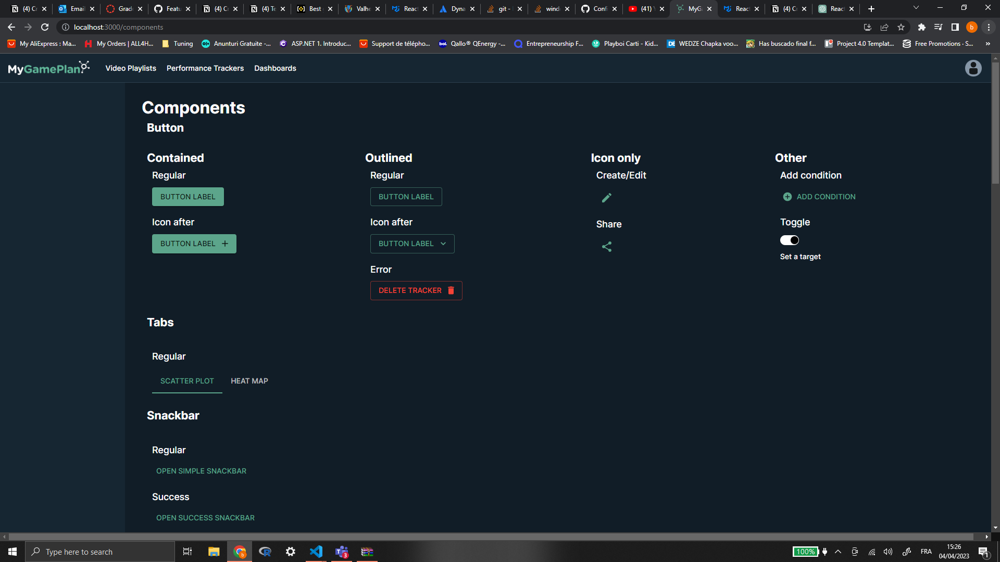 (4) C
Email
Grad
Featu
(4) C
(4) Te
Best
Valhe
React
Dyna
git -
wind
Confi
(41)
MyG
React
(4) C
React
localhost:3000/components
b
My AliExpress : Ma...
My Orders | ALL4H...
Tuning
Anunturi Gratuite -...
ASP.NET 1. Introduc...
Support de télépho...
bol.
Qallo® QEnergy -...
Entrepreneurship F...
Playboi Carti - Kid...
DE
WEDZE Chapka voo...
Has buscado final f...
Project 4.0 Templat...
Free Promotions · S...
»
MyGamePlan
Video Playlists
Performance Trackers
Dashboards
Components
Button
Contained
Outlined
Icon only
Other
Regular
Regular
Create/Edit
Add condition
BUTTON LABEL
BUTTON LABEL
ADD CONDITION
Icon after
Icon after
Share
Toggle
BUTTON LABEL
BUTTON LABEL
Set a target
Error
DELETE TRACKER
Tabs
Regular
SCATTER PLOT
HEAT MAP
Snackbar
Regular
OPEN SIMPLE SNACKBAR
Success
OPEN SUCCESS SNACKBAR
Type here to search
b
R
3
100%
FRA
15:26
04/04/2023
1